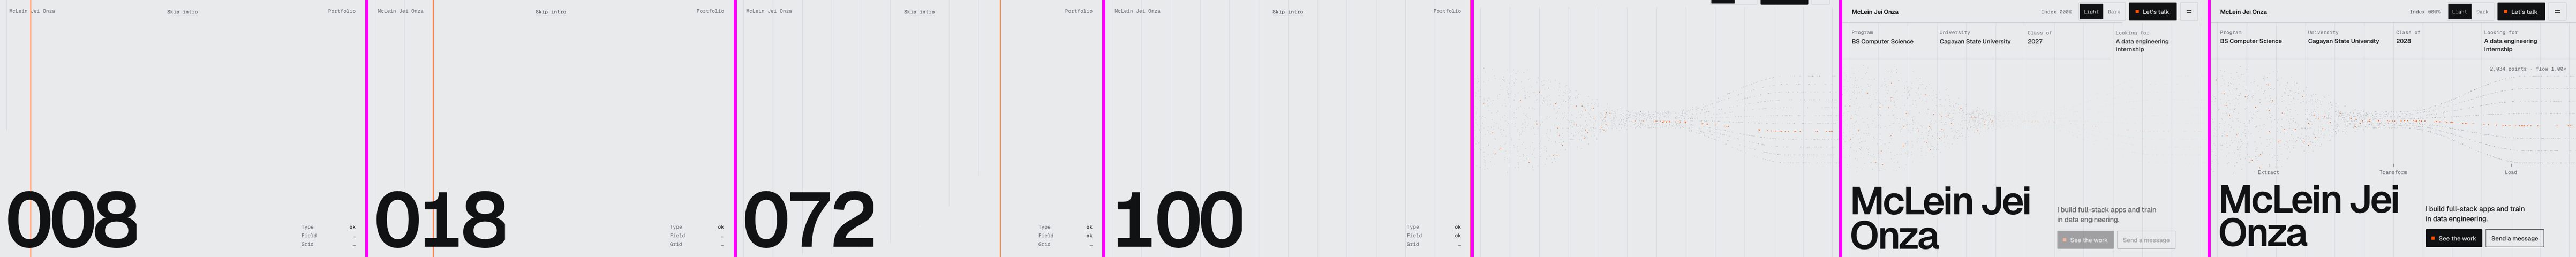 McLein Jei Onza
Skip intro
Portfolio
008
Type ok
Field …
Grid …
McLein Jei Onza
Skip intro
Portfolio
018
Type ok
Field …
Grid …
McLein Jei Onza
Skip intro
Portfolio
072
Type ok
Field ok
Grid …
McLein Jei Onza
Skip intro
Portfolio
100
Type ok
Field ok
Grid …
McLein Jei Onza
Index 000%
Light
Dark
Let's talk
Program
BS Computer Science
University
Cagayan State University
Class of
2027
Looking for
A data engineering
internship
McLein Jei
Onza
I build full-stack apps and train
in data engineering.
See the work
Send a message
McLein Jei Onza
Index 000%
Light
Dark
Let's talk
Program
BS Computer Science
University
Cagayan State University
Class of
2028
Looking for
A data engineering
internship
2,034 points · flow 1.00×
Extract
Transform
Load
McLein Jei
Onza
I build full-stack apps and train
in data engineering.
See the work
Send a message